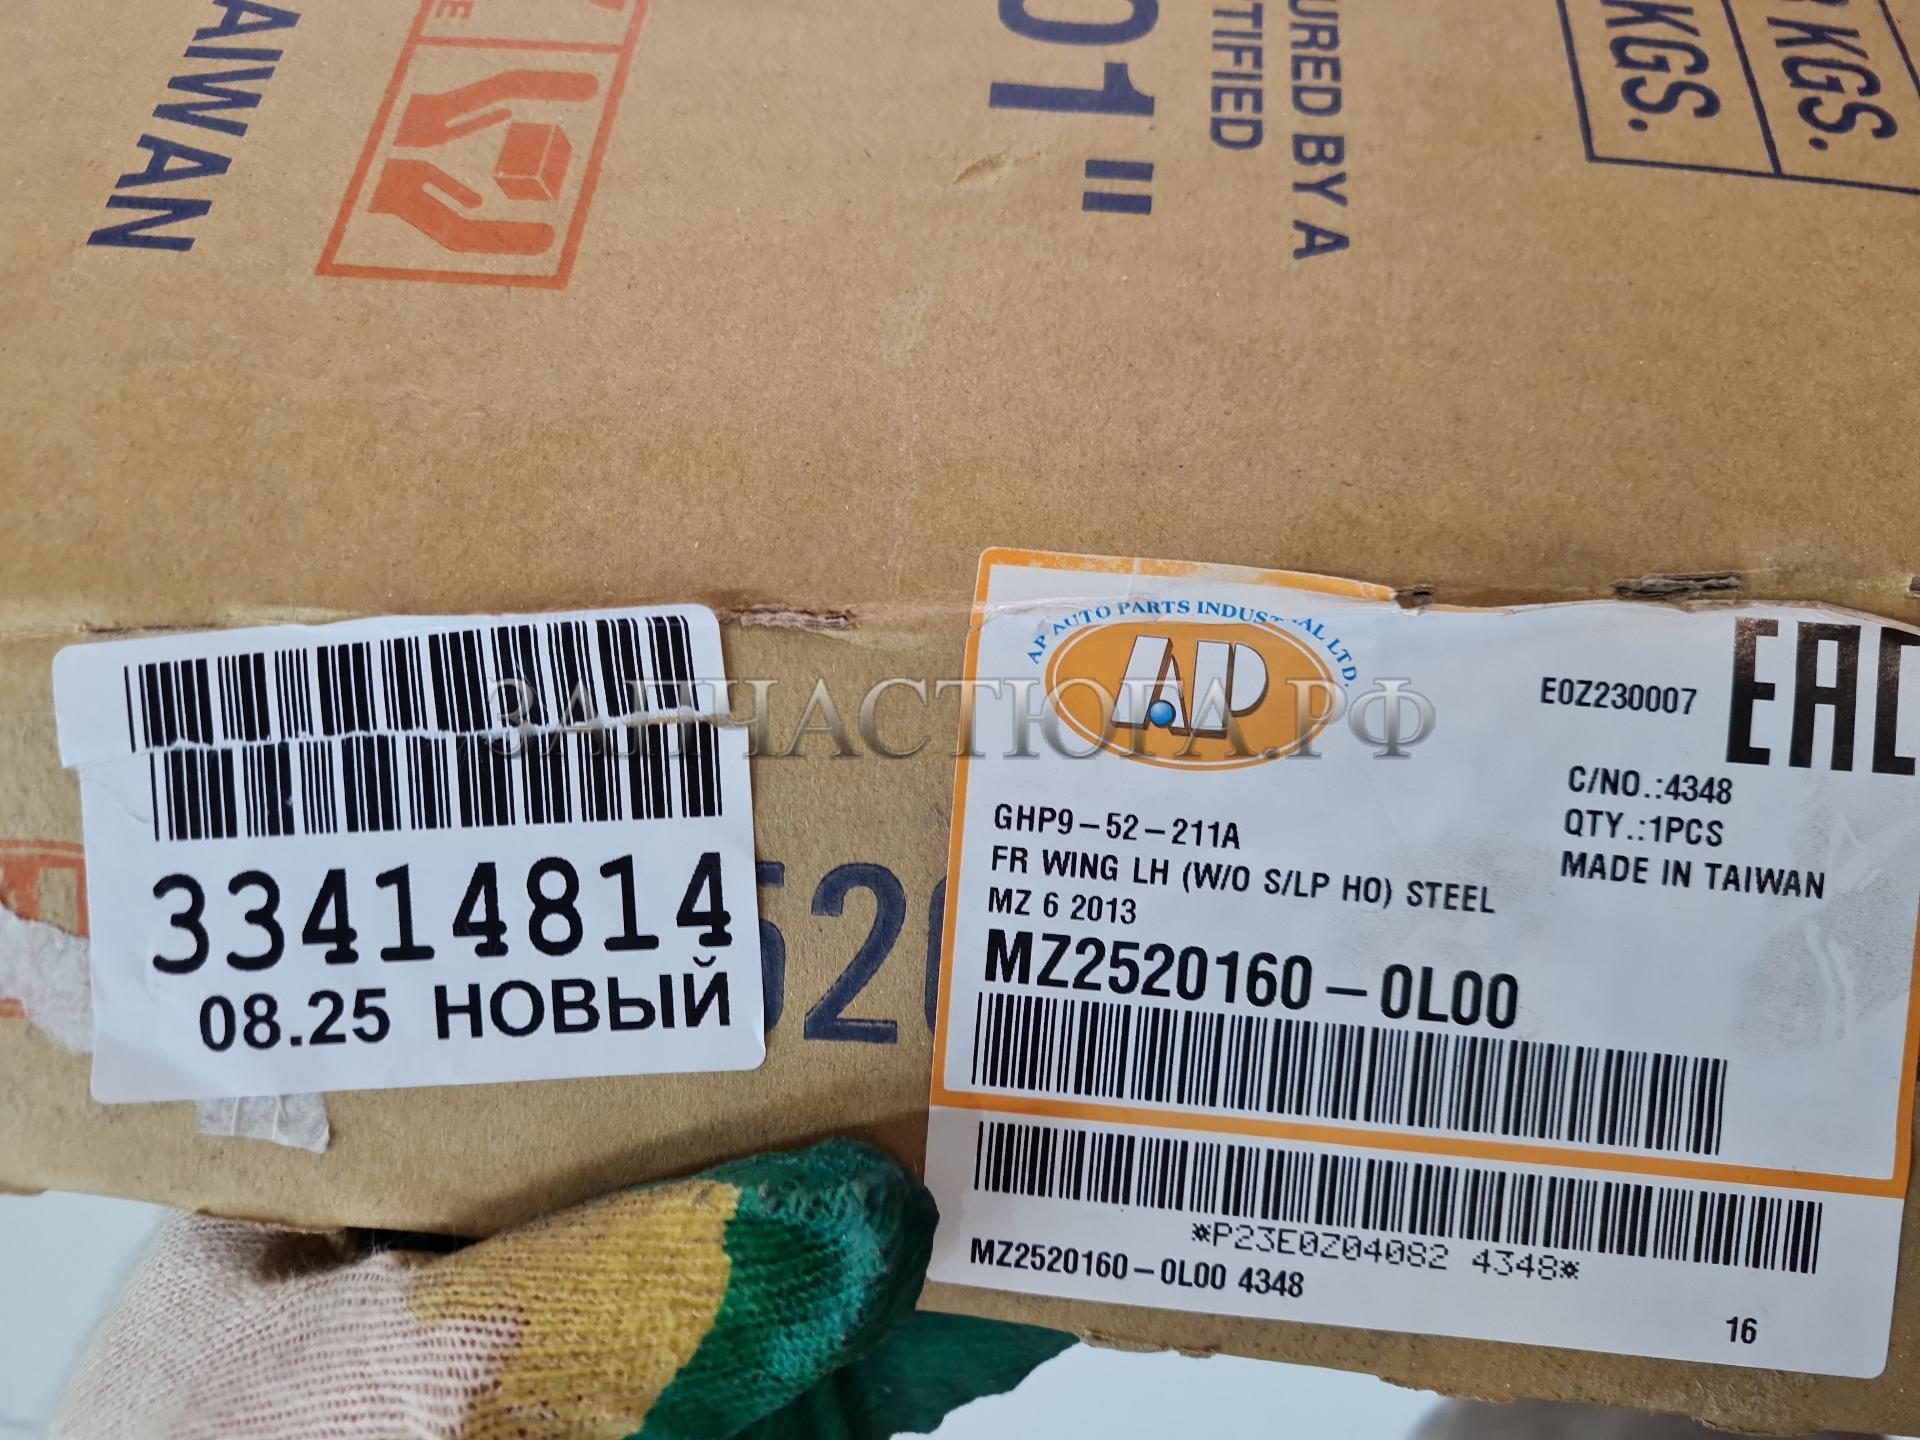 TAIWAN
01"
URED BY A
TIFIED
KGS.
KGS.
ЗАПЧАСТЮГА.РФ
33414814
08.25 НОВЫЙ
52
AP AUTO PARTS INDUSTRIAL LTD.
AP
E0Z230007
EAC
C/NO.:4348
QTY.:1PCS
MADE IN TAIWAN
GHP9-52-211A
FR WING LH (W/O S/LP HO) STEEL
MZ 6 2013
MZ2520160-0L00
*P23E0Z04082 4348*
MZ2520160-0L00 4348
16